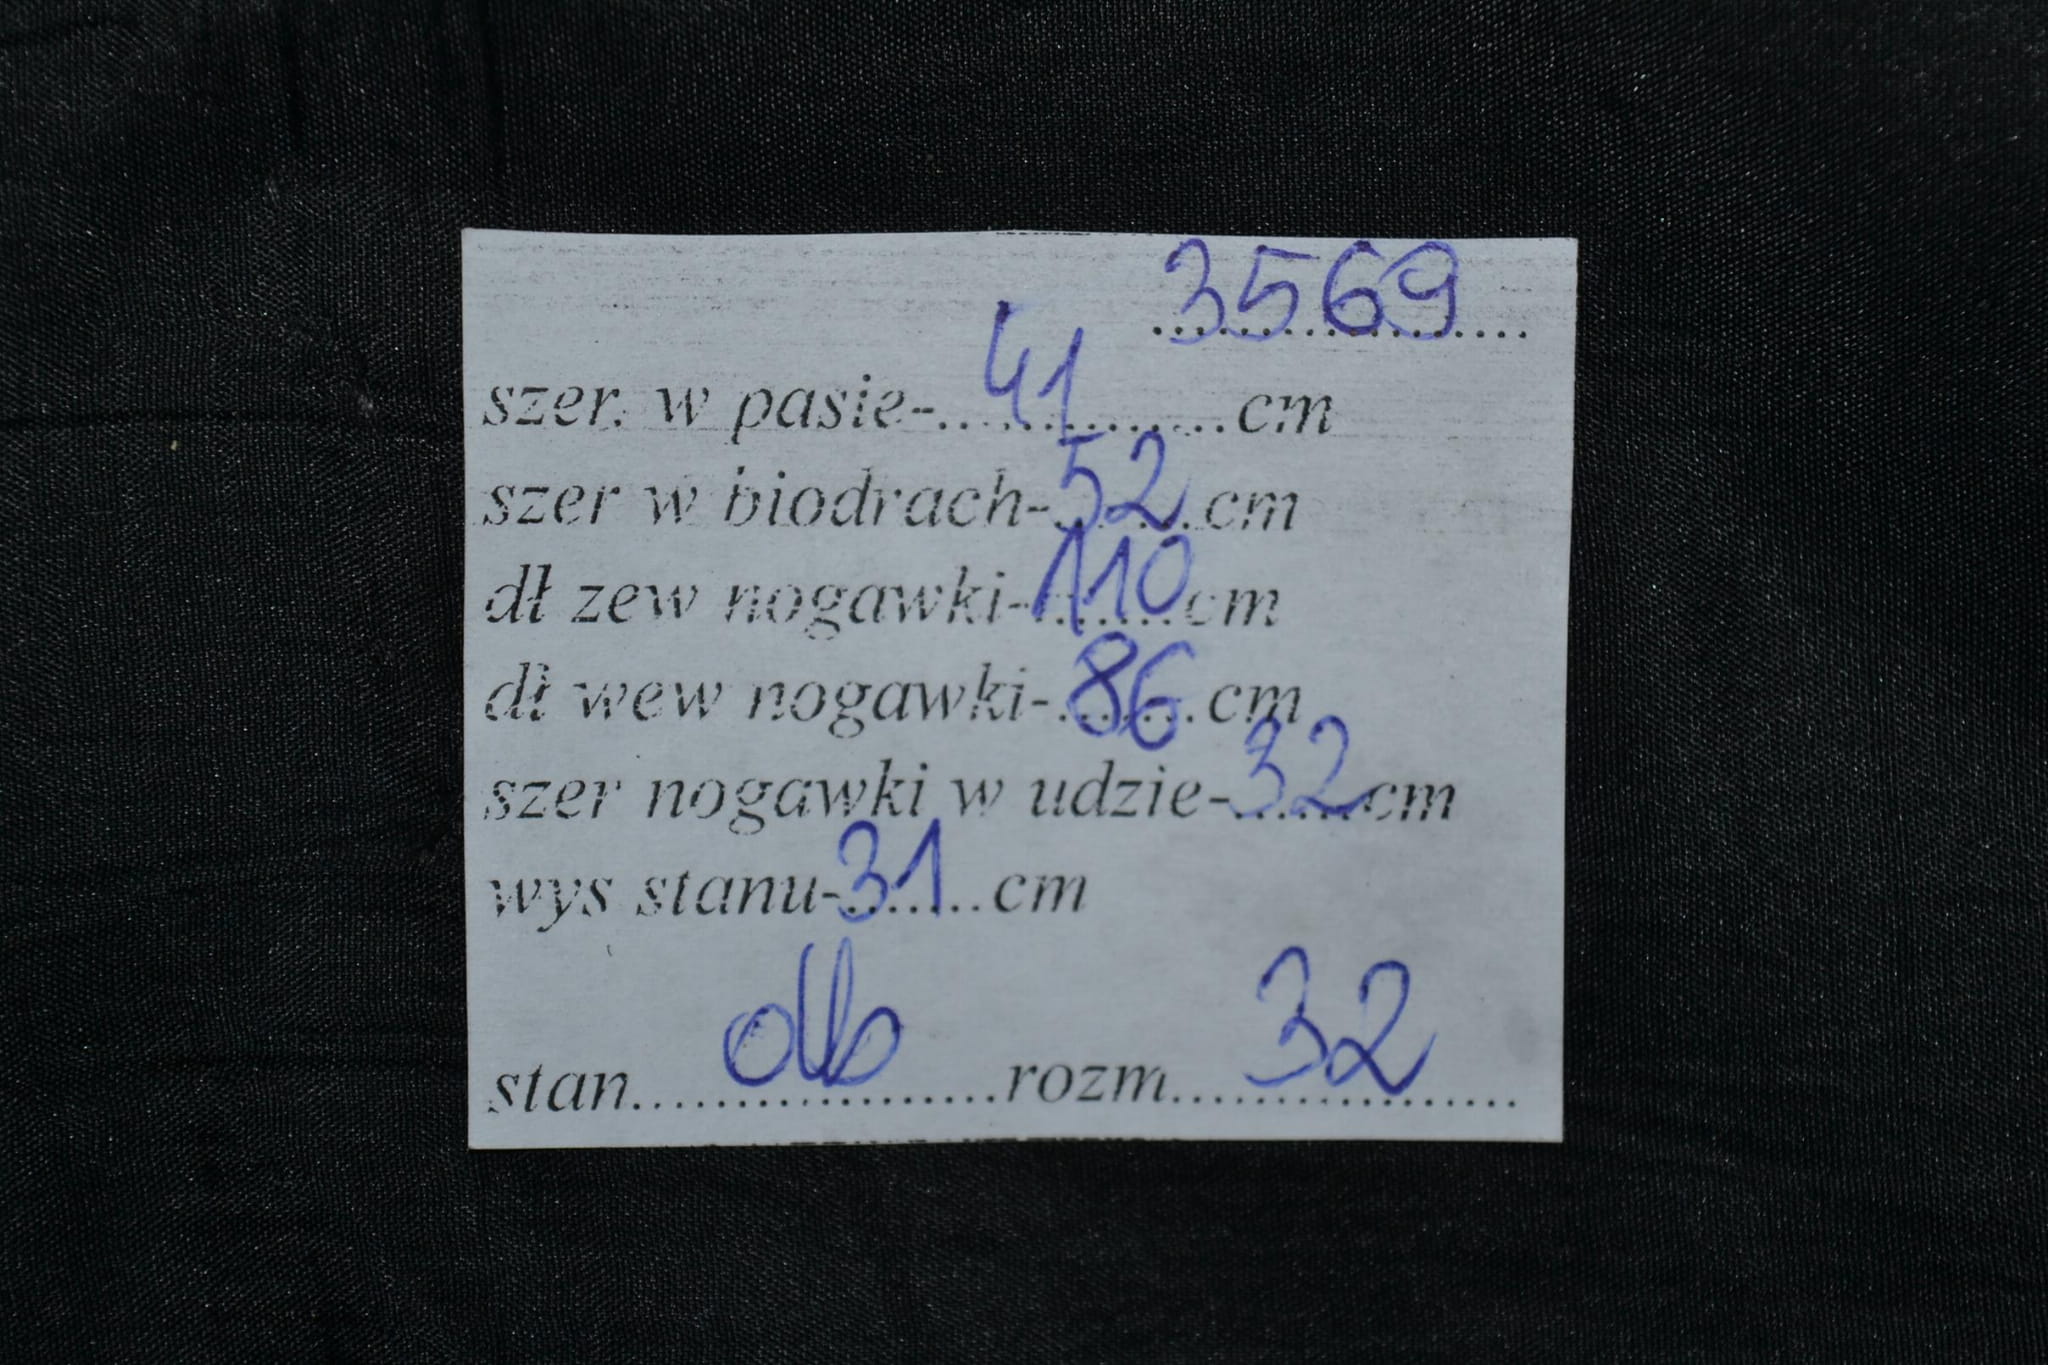 3569
szer. w pasie-41cm
szer w biodrach-52cm
dł zew nogawki-110cm
dł wew nogawki-86cm
szer nogawki w udzie-32cm
wys stanu-31cm
stan db rozm 32